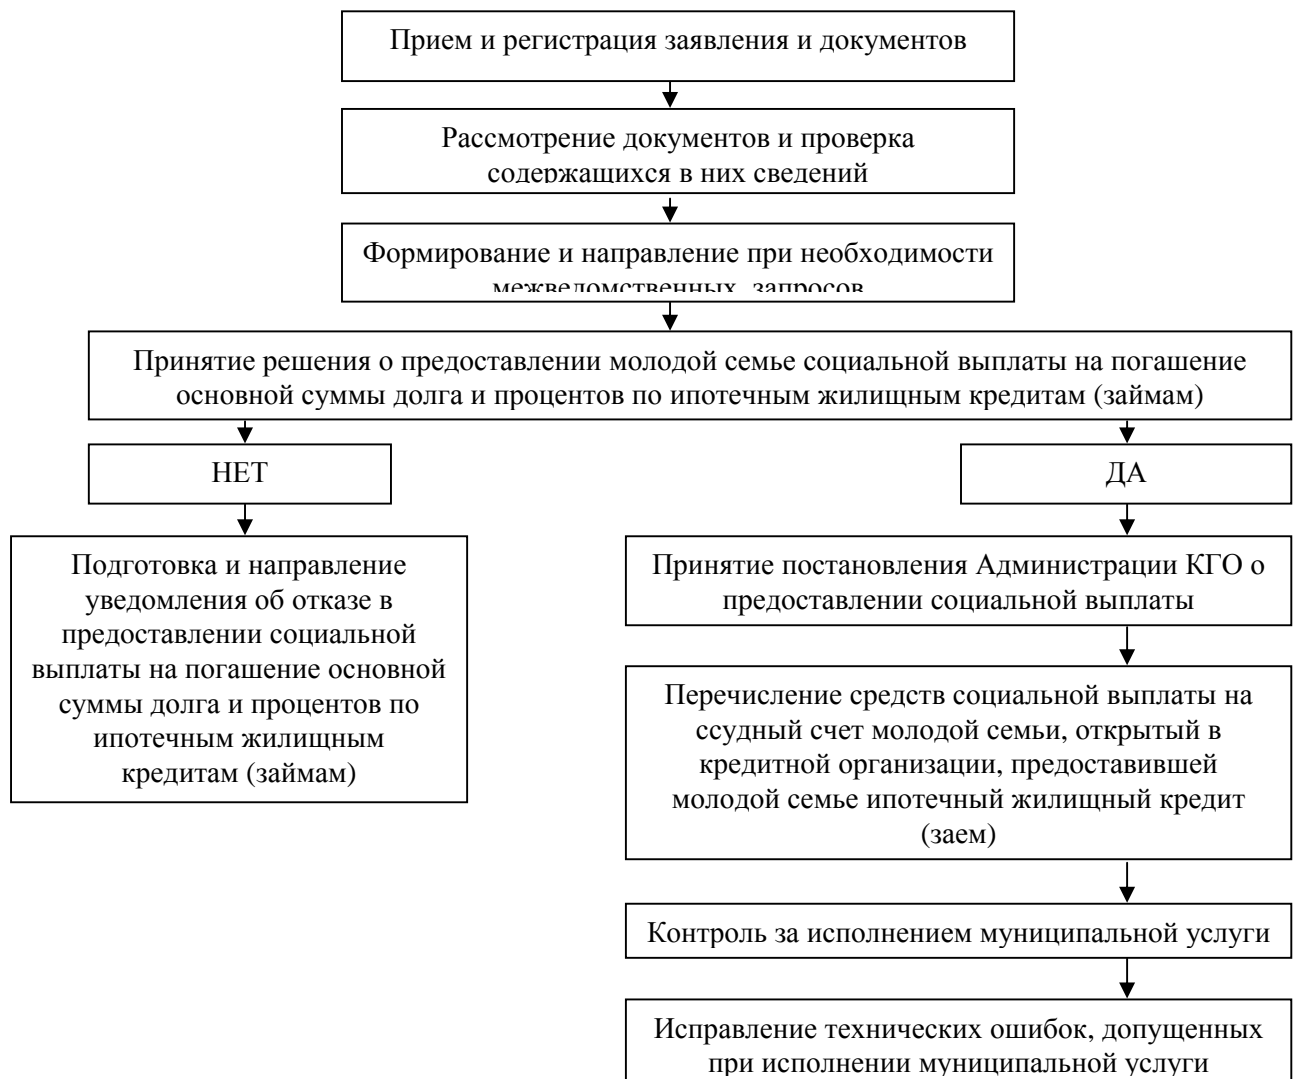 Прием и регистрация заявления и документов
Рассмотрение документов и проверка
содержащихся в них сведений
Формирование и направление при необходимости
межведомственных запросов
Принятие решения о предоставлении молодой семье социальной выплаты на погашение
основной суммы долга и процентов по ипотечным жилищным кредитам (займам)
НЕТ
ДА
Подготовка и направление
уведомления об отказе в
предоставлении социальной
выплаты на погашение основной
суммы долга и процентов по
ипотечным жилищным
кредитам (займам)
Принятие постановления Администрации КГО о
предоставлении социальной выплаты
Перечисление средств социальной выплаты на
ссудный счет молодой семьи, открытый в
кредитной организации, предоставившей
молодой семье ипотечный жилищный кредит
(заем)
Контроль за исполнением муниципальной услуги
Исправление технических ошибок, допущенных
при исполнении муниципальной услуги